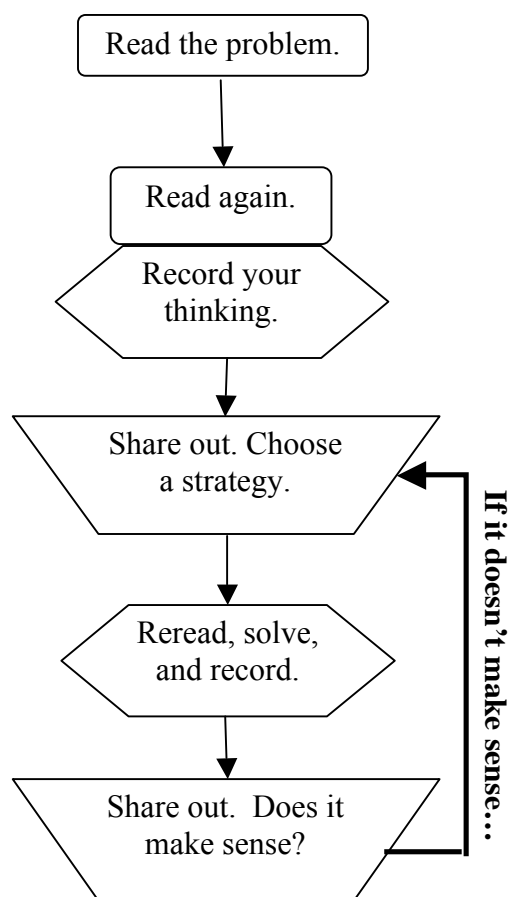 Read the problem.
Read again.
Record your
thinking.
Share out. Choose
a strategy.
Reread, solve,
and record.
Share out.  Does it
make sense?
If it doesn’t make sense…